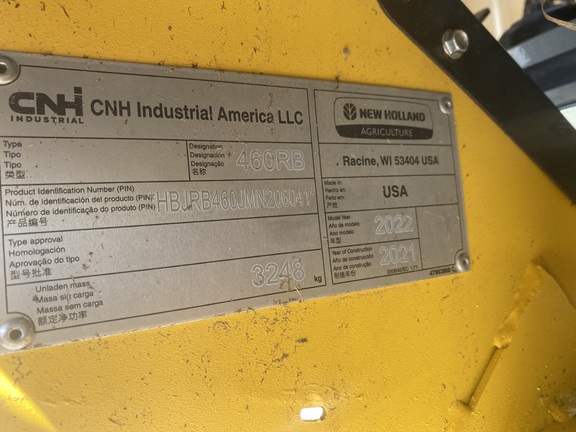 CNH
INDUSTRIAL
CNH Industrial America LLC
Type
Tipo
Tipo
类型
Designation
Designación
Designação
名称
460RB
Product Identification Number (PIN)
Núm. de identificación del producto (PIN)
Número de identificação do produto (PIN)
产品编号
HBJRB460JMN206041
Type approval
Homologación
Aprovação do tipo
型号批准
Unladen mass
Masa sin carga
Massa sem carga
额定净功率
3248
kg
NEW HOLLAND
AGRICULTURE
Racine, WI 53404 USA
Made in
Hecho en
Feito em
产地
USA
Model Year
Año de modelo
Ano modelo
年型
2022
Year of Construction
Año de construcción
Ano de construção
制造年份
2021